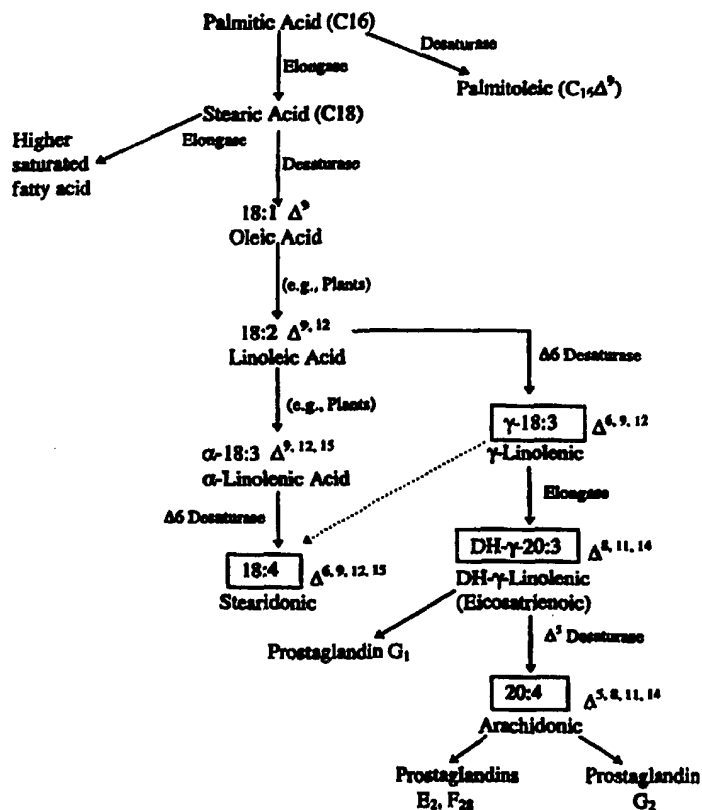 Palmitic Acid (C16)
Desaturase
Elongase
Palmitoleic (C₁₆Δ⁹)
Stearic Acid (C18)
Elongase
Higher
saturated
fatty acid
Desaturase
18:1 Δ⁹
Oleic Acid
(e.g., Plants)
18:2 Δ⁹, ¹²
Linoleic Acid
Δ6 Desaturase
(e.g., Plants)
γ-18:3 Δ⁶, ⁹, ¹²
γ-Linolenic
α-18:3 Δ⁹, ¹², ¹⁵
α-Linolenic Acid
Elongase
Δ6 Desaturase
DH-γ-20:3 Δ⁸, ¹¹, ¹⁴
DH-γ-Linolenic
(Eicosatrienoic)
18:4 Δ⁶, ⁹, ¹², ¹⁵
Stearidonic
Δ⁵ Desaturase
Prostaglandin G₁
20:4 Δ⁵, ⁸, ¹¹, ¹⁴
Arachidonic
Prostaglandins
E₂, F₂₈
Prostaglandin
G₂